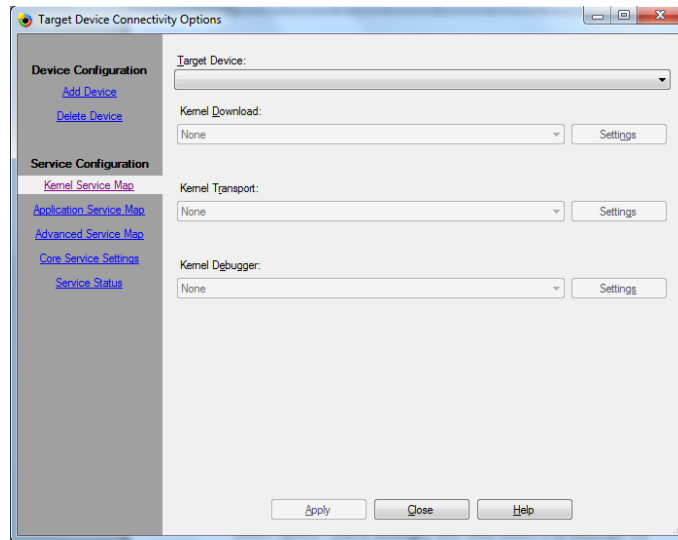 Target Device Connectivity Options
Device Configuration
Add Device
Delete Device
Service Configuration
Kernel Service Map
Application Service Map
Advanced Service Map
Core Service Settings
Service Status
Target Device:
Kernel Download:
None
Settings
Kernel Transport:
None
Settings
Kernel Debugger:
None
Settings
Apply
Close
Help